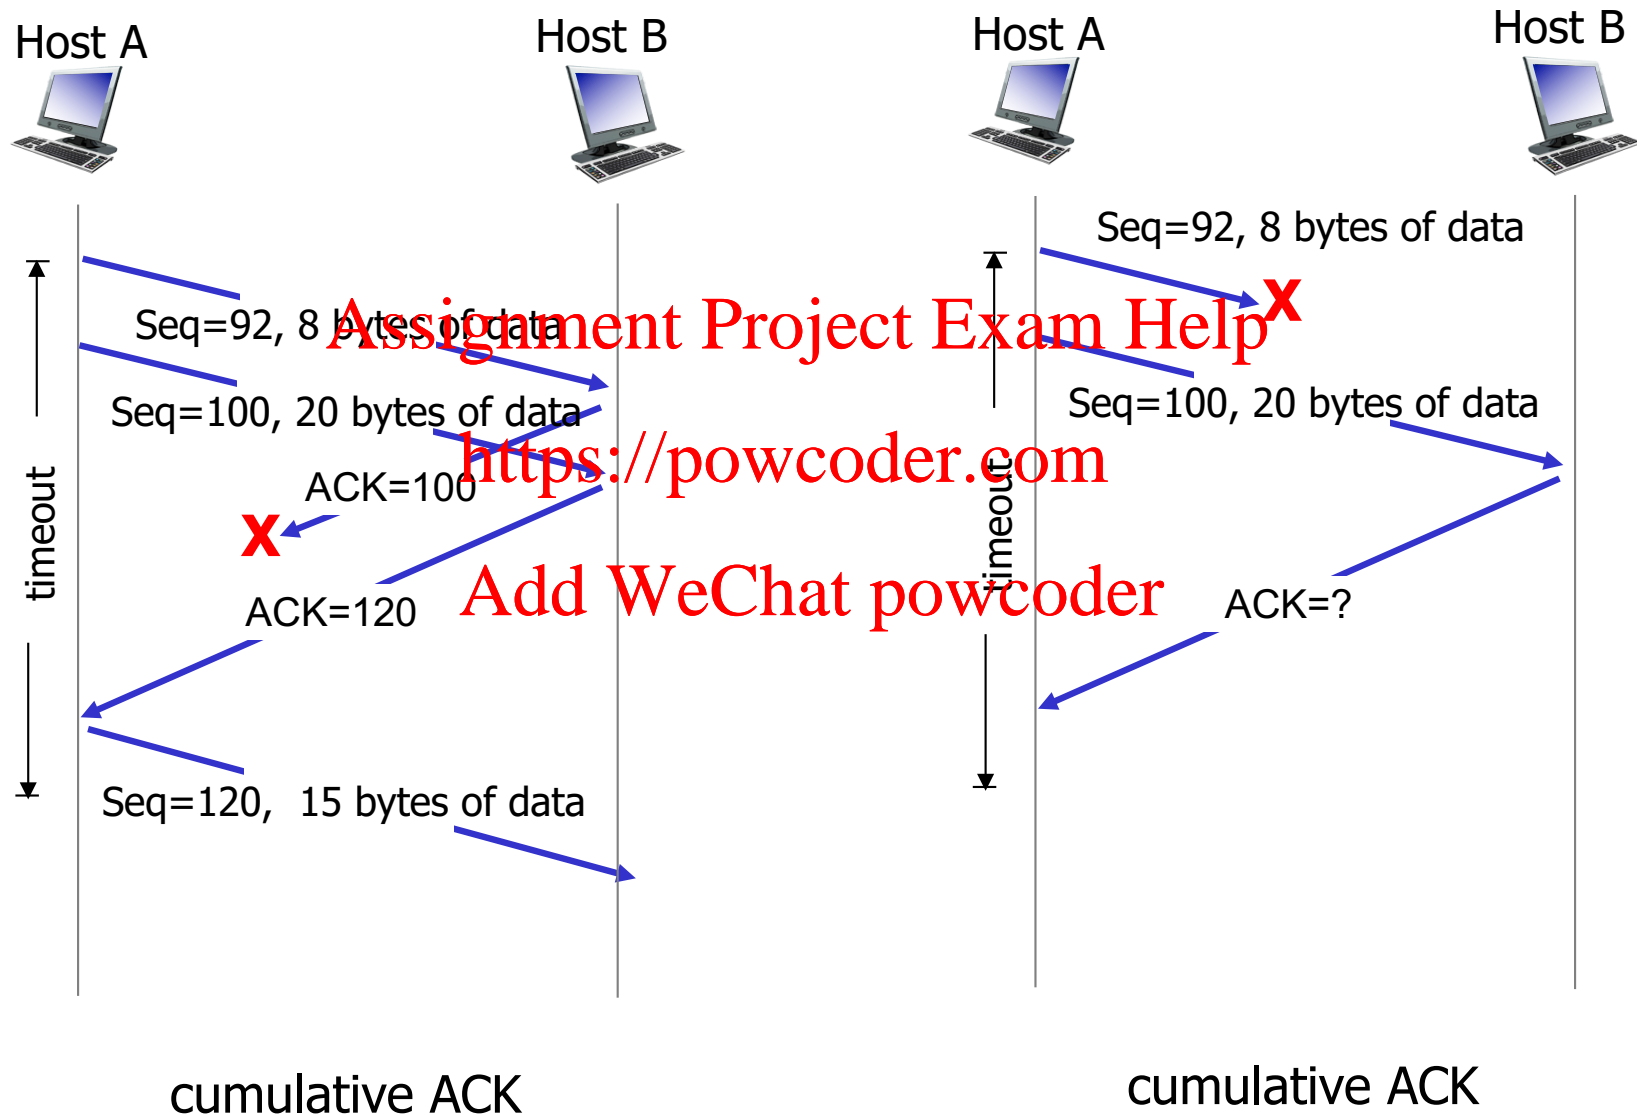 Host A
Host B
Seq=92, 8 bytes of data
Seq=100, 20 bytes of data
ACK=100
X
timeout
ACK=120
Seq=120, 15 bytes of data
cumulative ACK
Host A
Host B
Seq=92, 8 bytes of data
X
Seq=100, 20 bytes of data
timeout
ACK=?
cumulative ACK
Assignment Project Exam Help
https://powcoder.com
Add WeChat powcoder